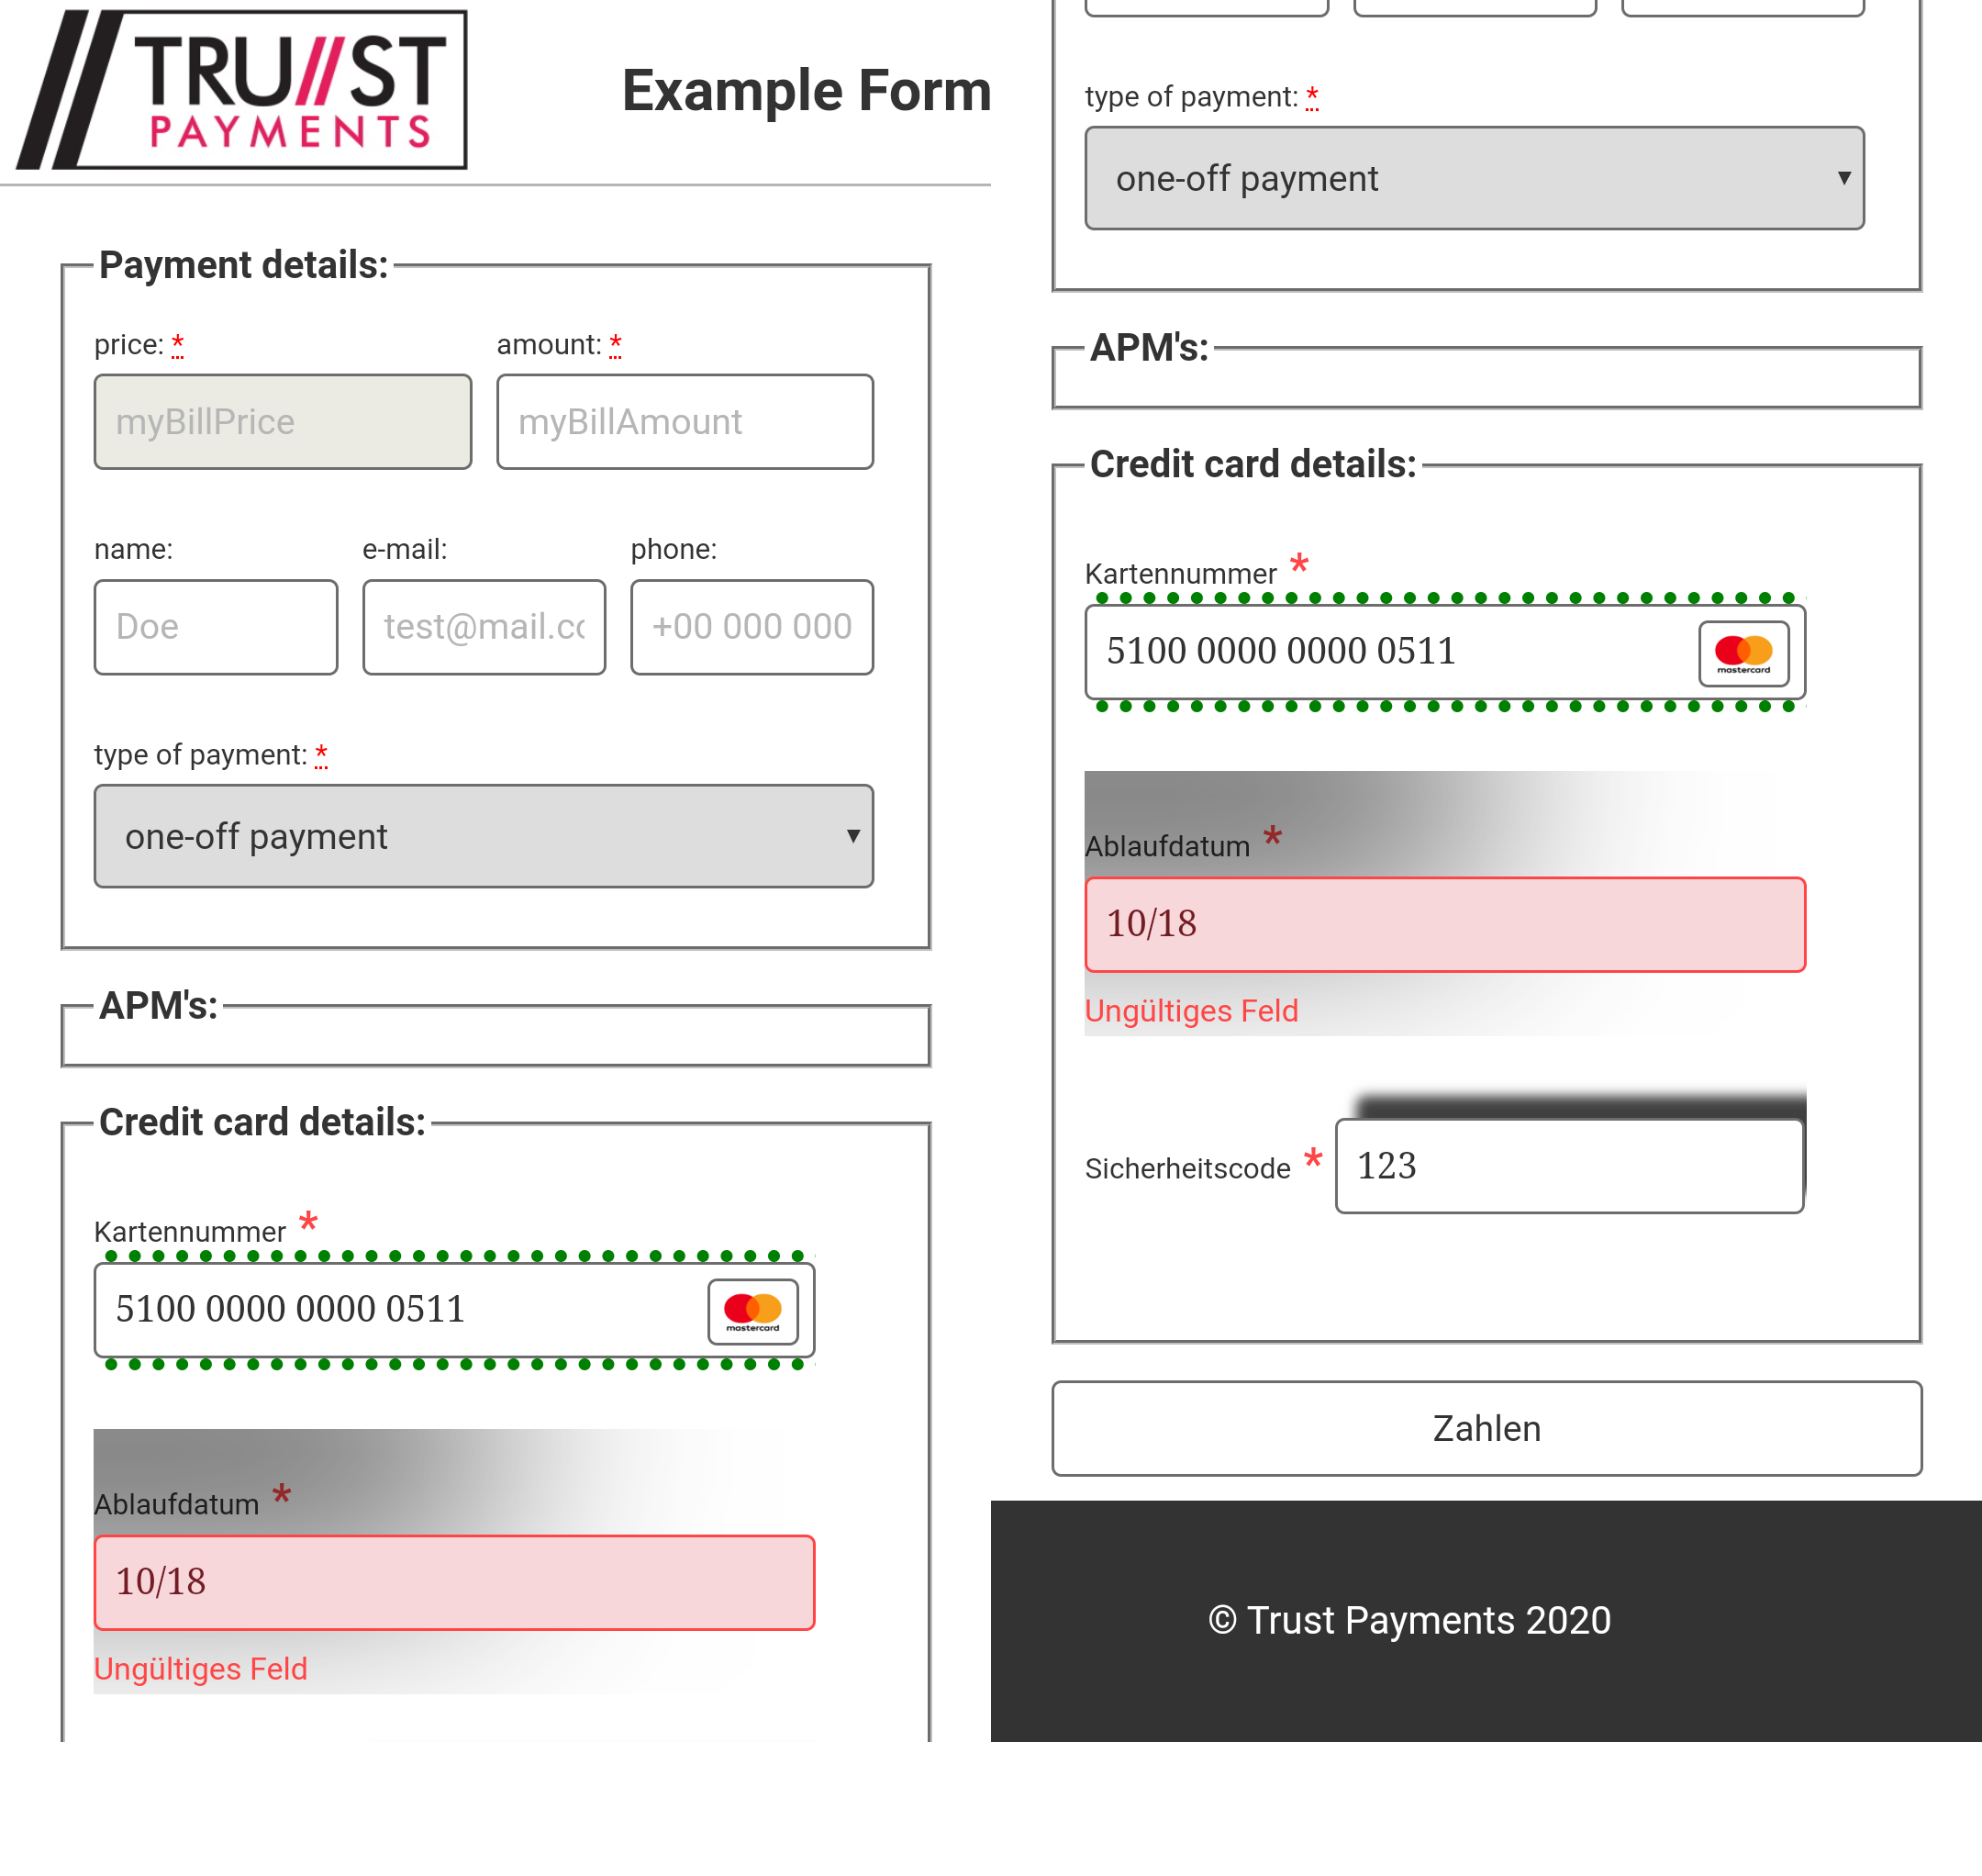 TRU//ST
PAYMENTS
Example Form
Payment details:
price: *
amount: *
myBillPrice
myBillAmount
name:
e-mail:
phone:
Doe
test@mail.co
+00 000 000
type of payment: *
one-off payment
APM's:
Credit card details:
Kartennummer *
5100 0000 0000 0511
mastercard
Ablaufdatum *
10/18
Ungültiges Feld
type of payment: *
one-off payment
APM's:
Credit card details:
Kartennummer *
5100 0000 0000 0511
mastercard
Ablaufdatum *
10/18
Ungültiges Feld
Sicherheitscode *
123
Zahlen
© Trust Payments 2020